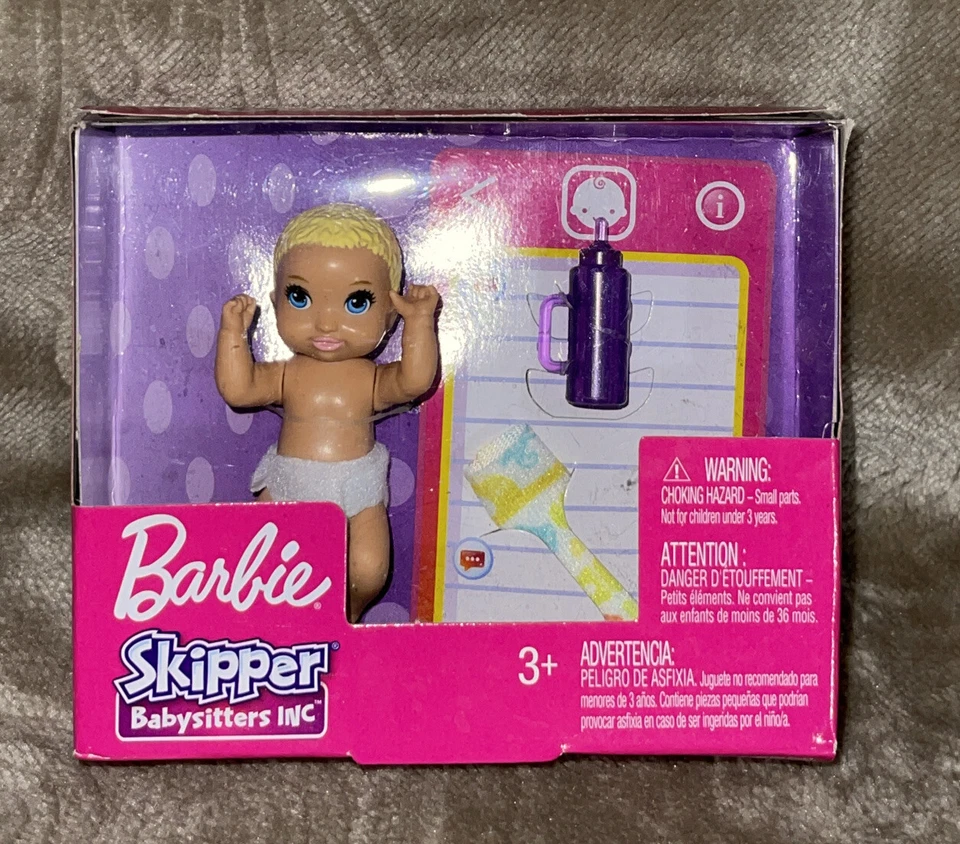 i
WARNING:
CHOKING HAZARD – Small parts.
Not for children under 3 years.
ATTENTION :
DANGER D'ÉTOUFFEMENT –
Petits éléments. Ne convient pas
aux enfants de moins de 36 mois.
Barbie®
Skipper®
Babysitters INC™
3+
ADVERTENCIA:
PELIGRO DE ASFIXIA. Juguete no recomendado para
menores de 3 años. Contiene piezas pequeñas que podrían
provocar asfixia en caso de ser ingeridas por el niño/a.